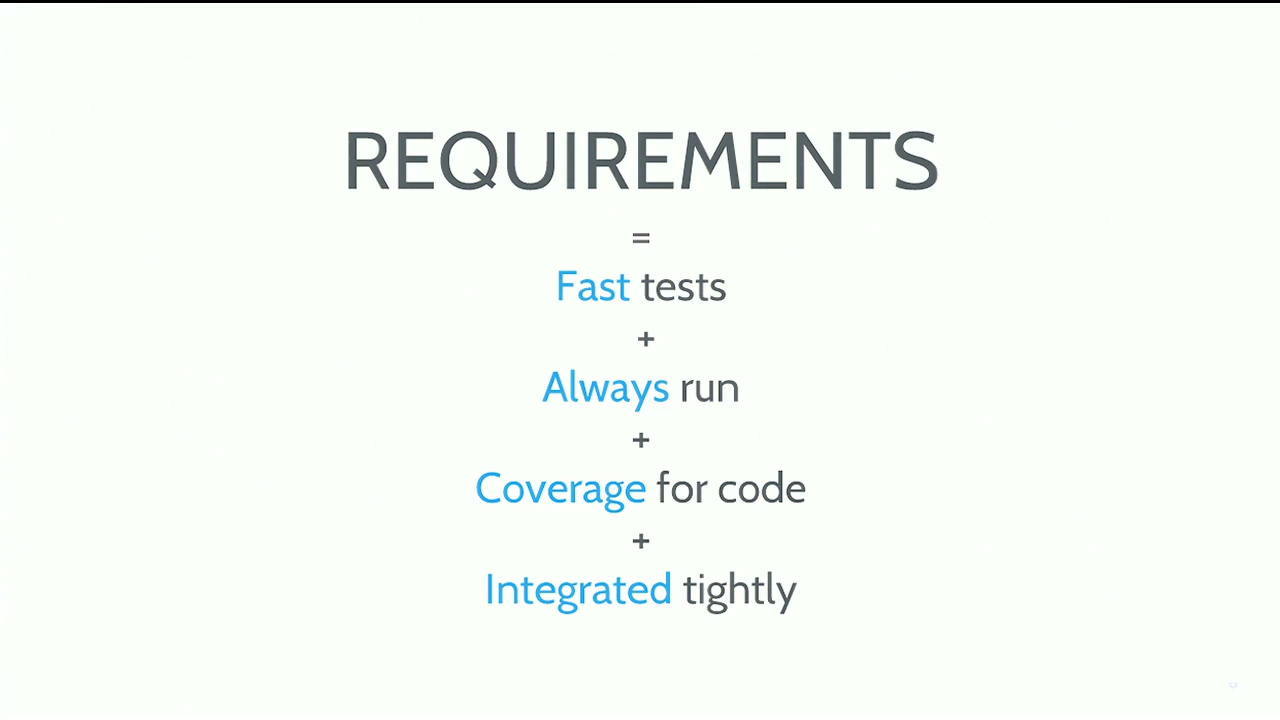 REQUIREMENTS
=
Fast tests
+
Always run
+
Coverage for code
+
Integrated tightly